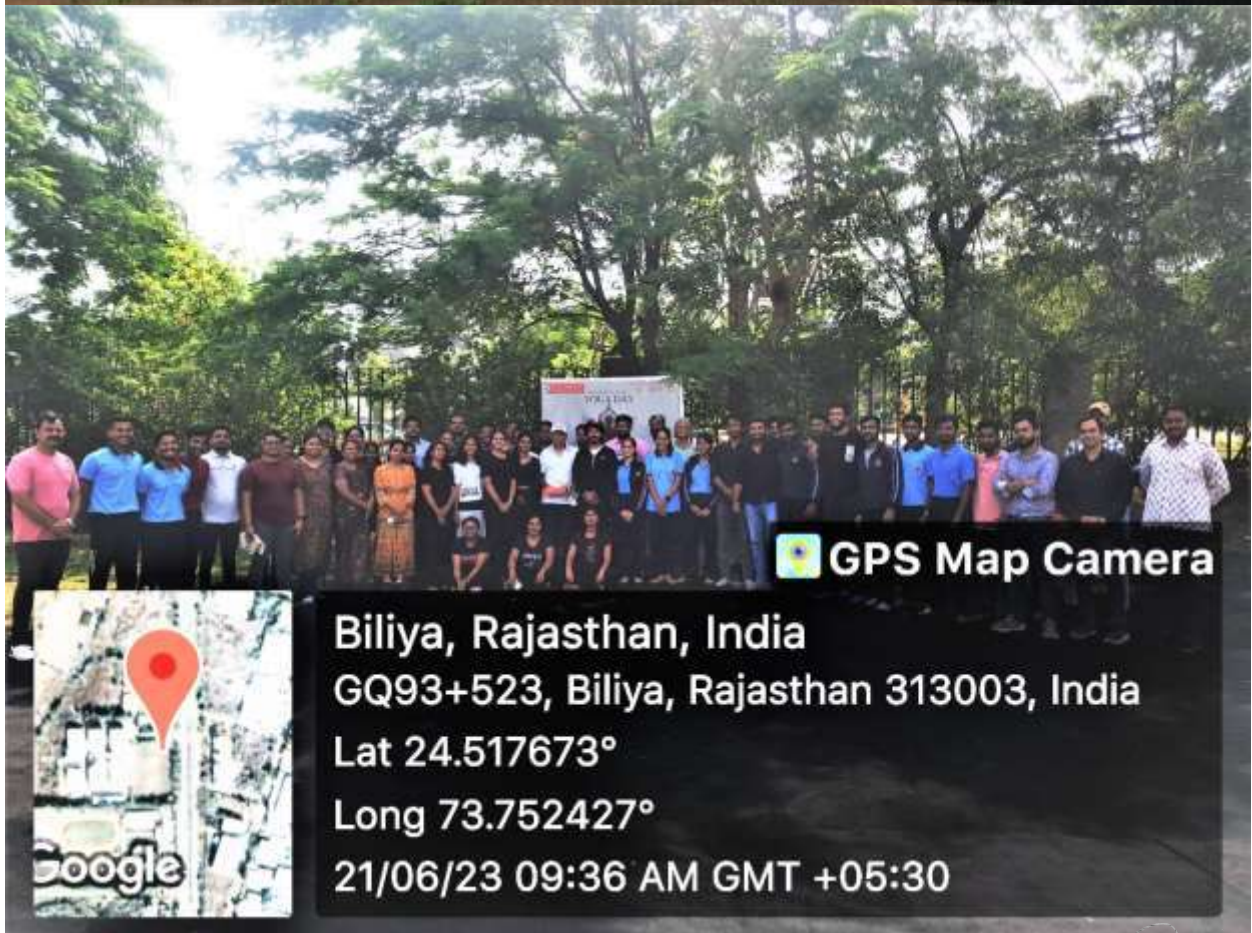 YOGA DAY
GPS Map Camera
Biliya, Rajasthan, India
GQ93+523, Biliya, Rajasthan 313003, India
Lat 24.517673°
Long 73.752427°
21/06/23 09:36 AM GMT +05:30
Google